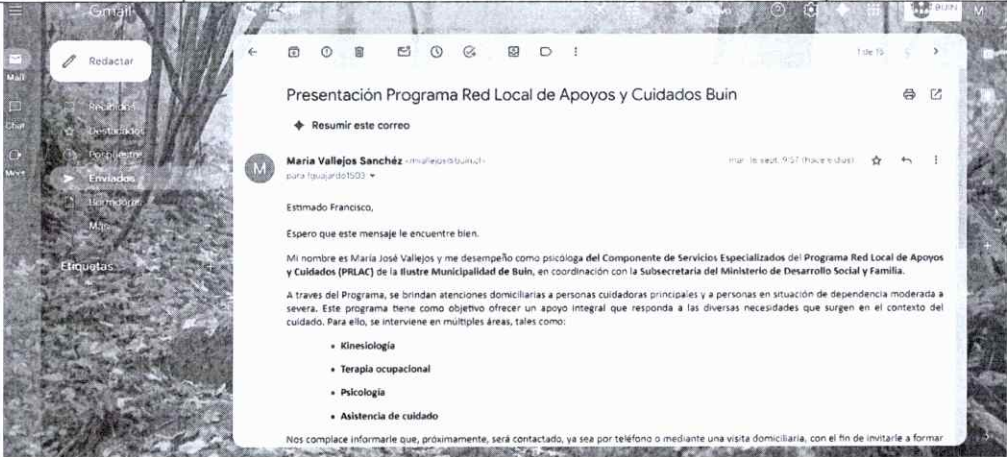 Gmail
BUIN
M
Mail
Redactar
1 de 15
Chat
Recibidos
Destacados
Presentación Programa Red Local de Apoyos y Cuidados Buin
Pospuestos
Resumir este correo
Enviados
M
Maria Vallejos Sanchéz
Borradores
Más
Estimado Francisco,
Espero que este mensaje le encuentre bien.
Etiquetas
Mi nombre es María José Vallejos y me desempeño como psicóloga del Componente de Servicios Especializados del Programa Red Local de Apoyos
y Cuidados (PRLAC) de la Ilustre Municipalidad de Buin, en coordinación con la Subsecretaria del Ministerio de Desarrollo Social y Familia.
A traves del Programa, se brindan atenciones domiciliarias a personas cuidadoras principales y a personas en situación de dependencia moderada a
severa. Este programa tiene como objetivo ofrecer un apoyo integral que responda a las diversas necesidades que surgen en el contexto del
cuidado. Para ello, se interviene en múltiples áreas, tales como:
• Kinesiología
• Terapia ocupacional
• Psicología
• Asistencia de cuidado
Nos complace informarle que, próximamente, será contactado, ya sea por teléfono o mediante una visita domiciliaria, con el fin de invitarle a formar